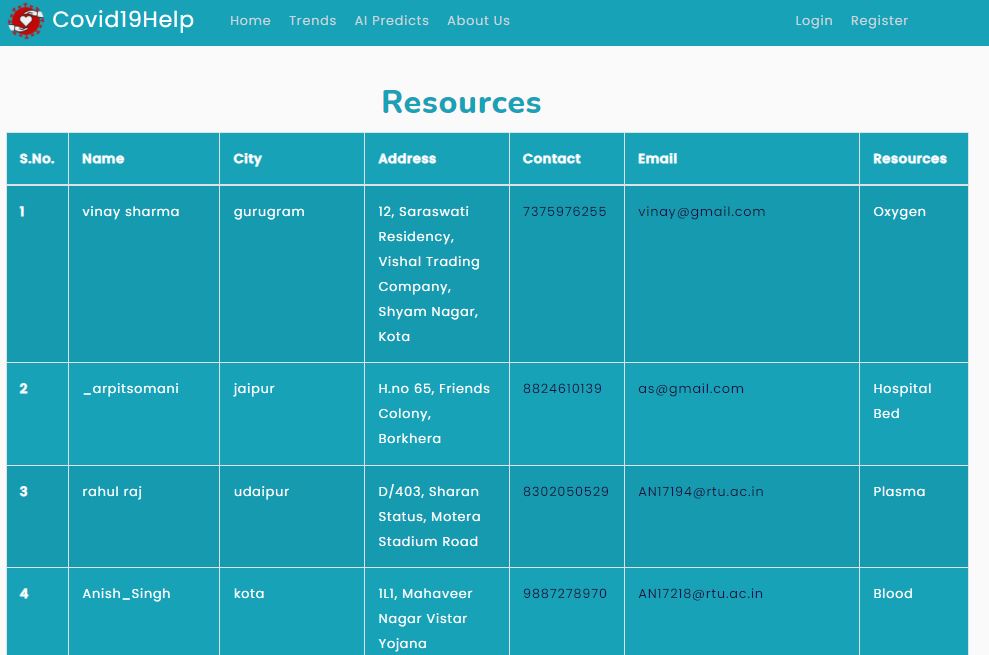 Covid19Help Home Trends AI Predicts About Us Login Register
Resources
S.No. Name City Address Contact Email Resources
1 vinay sharma gurugram 12, Saraswati 7375976255 vinay@gmail.com Oxygen
Residency,
Vishal Trading
Company,
Shyam Nagar,
Kota
2 _arpitsomani jaipur H.no 65, Friends 8824610139 as@gmail.com Hospital
Colony, Bed
Borkhera
3 rahul raj udaipur D/403, Sharan 8302050529 AN17194@rtu.ac.in Plasma
Status, Motera
Stadium Road
4 Anish_Singh kota 1L1, Mahaveer 9887278970 AN17218@rtu.ac.in Blood
Nagar Vistar
Yojana